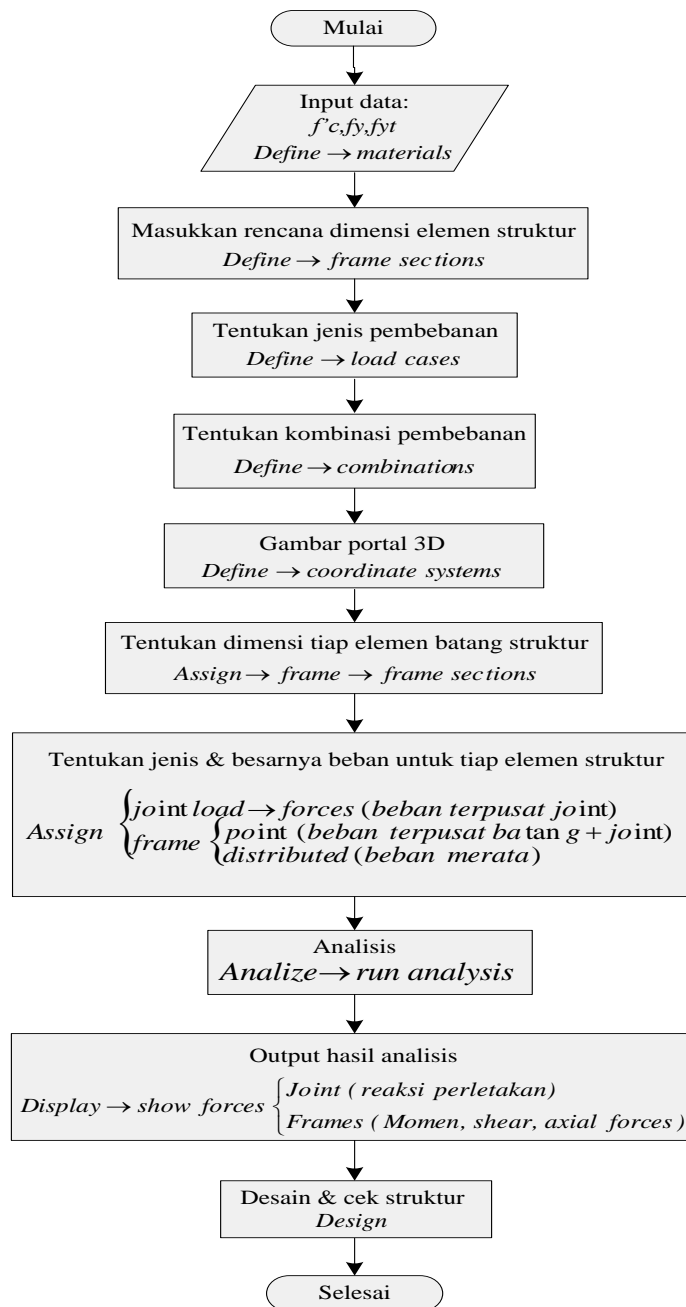 Mulai
Input data:
f'c,fy,fyt
Define → materials
Masukkan rencana dimensi elemen struktur
Define → frame sections
Tentukan jenis pembebanan
Define → load cases
Tentukan kombinasi pembebanan
Define → combinations
Gambar portal 3D
Define → coordinate systems
Tentukan dimensi tiap elemen batang struktur
Assign → frame → frame sections
Tentukan jenis & besarnya beban untuk tiap elemen struktur
joint load → forces (beban terpusat joint)
Assign { frame { point (beban terpusat ba tan g + joint)
distributed (beban merata)
Analisis
Analize → run analysis
Output hasil analisis
Joint ( reaksi perletakan)
Display → show forces {
Frames ( Momen, shear, axial forces )
Desain & cek struktur
Design
Selesai